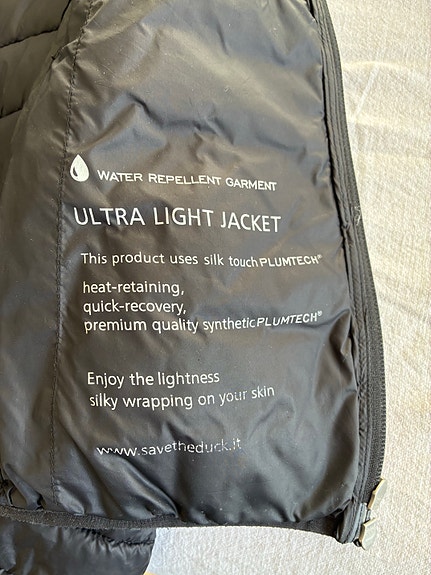 WATER REPELLENT GARMENT
ULTRA LIGHT JACKET
This product uses silk touch PLUMTECH®
heat-retaining,
quick-recovery,
premium quality synthetic PLUMTECH®
Enjoy the lightness
silky wrapping on your skin
www.savetheduck.it